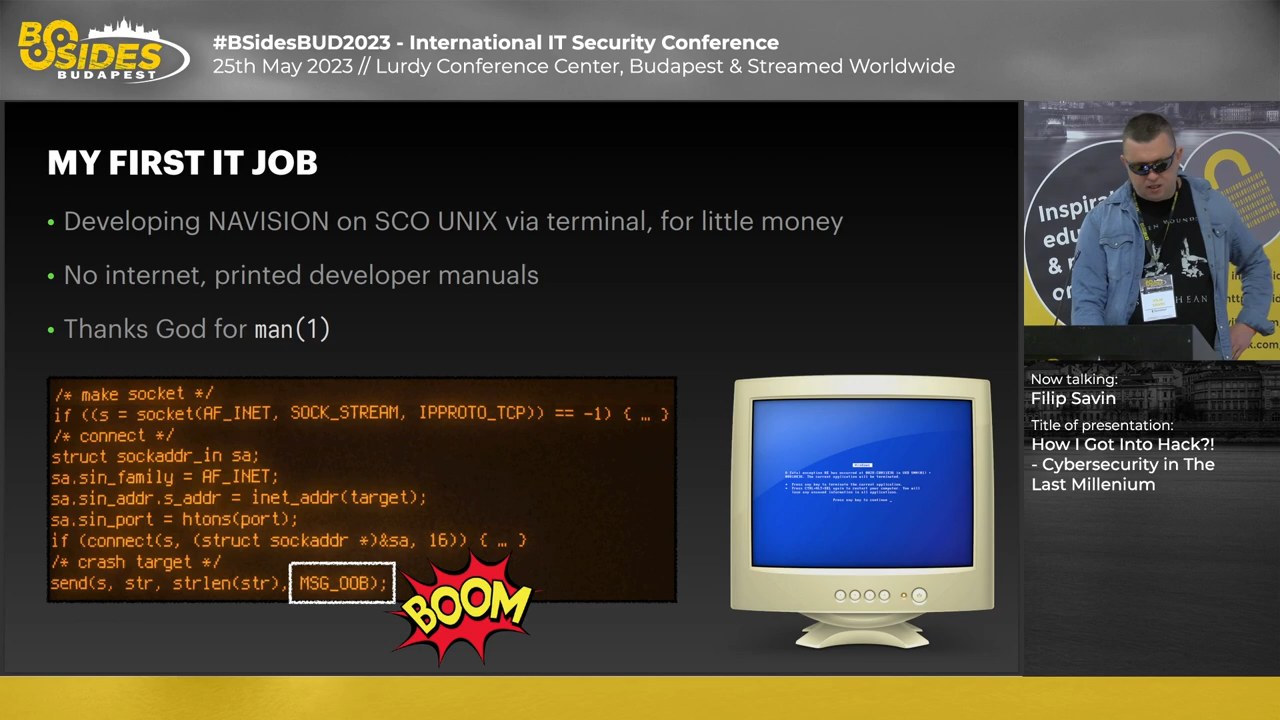 BSIDES
BUDAPEST
#BSidesBUD2023 - International IT Security Conference
25th May 2023 // Lurdy Conference Center, Budapest & Streamed Worldwide
MY FIRST IT JOB
• Developing NAVISION on SCO UNIX via terminal, for little money
• No internet, printed developer manuals
• Thanks God for man(1)
/* make socket */
if ((s = socket(AF_INET, SOCK_STREAM, IPPROTO_TCP)) == -1) { … }
/* connect */
struct sockaddr_in sa;
sa.sin_family = AF_INET;
sa.sin_addr.s_addr = inet_addr(target);
sa.sin_port = htons(port);
if (connect(s, (struct sockaddr *)&sa, 16)) { … }
/* crash target */
send(s, str, strlen(str), MSG_OOB);
BOOM
Inspira
edu
&
o
Now talking:
Filip Savin
Title of presentation:
How I Got Into Hack?!
- Cybersecurity in The
Last Millenium